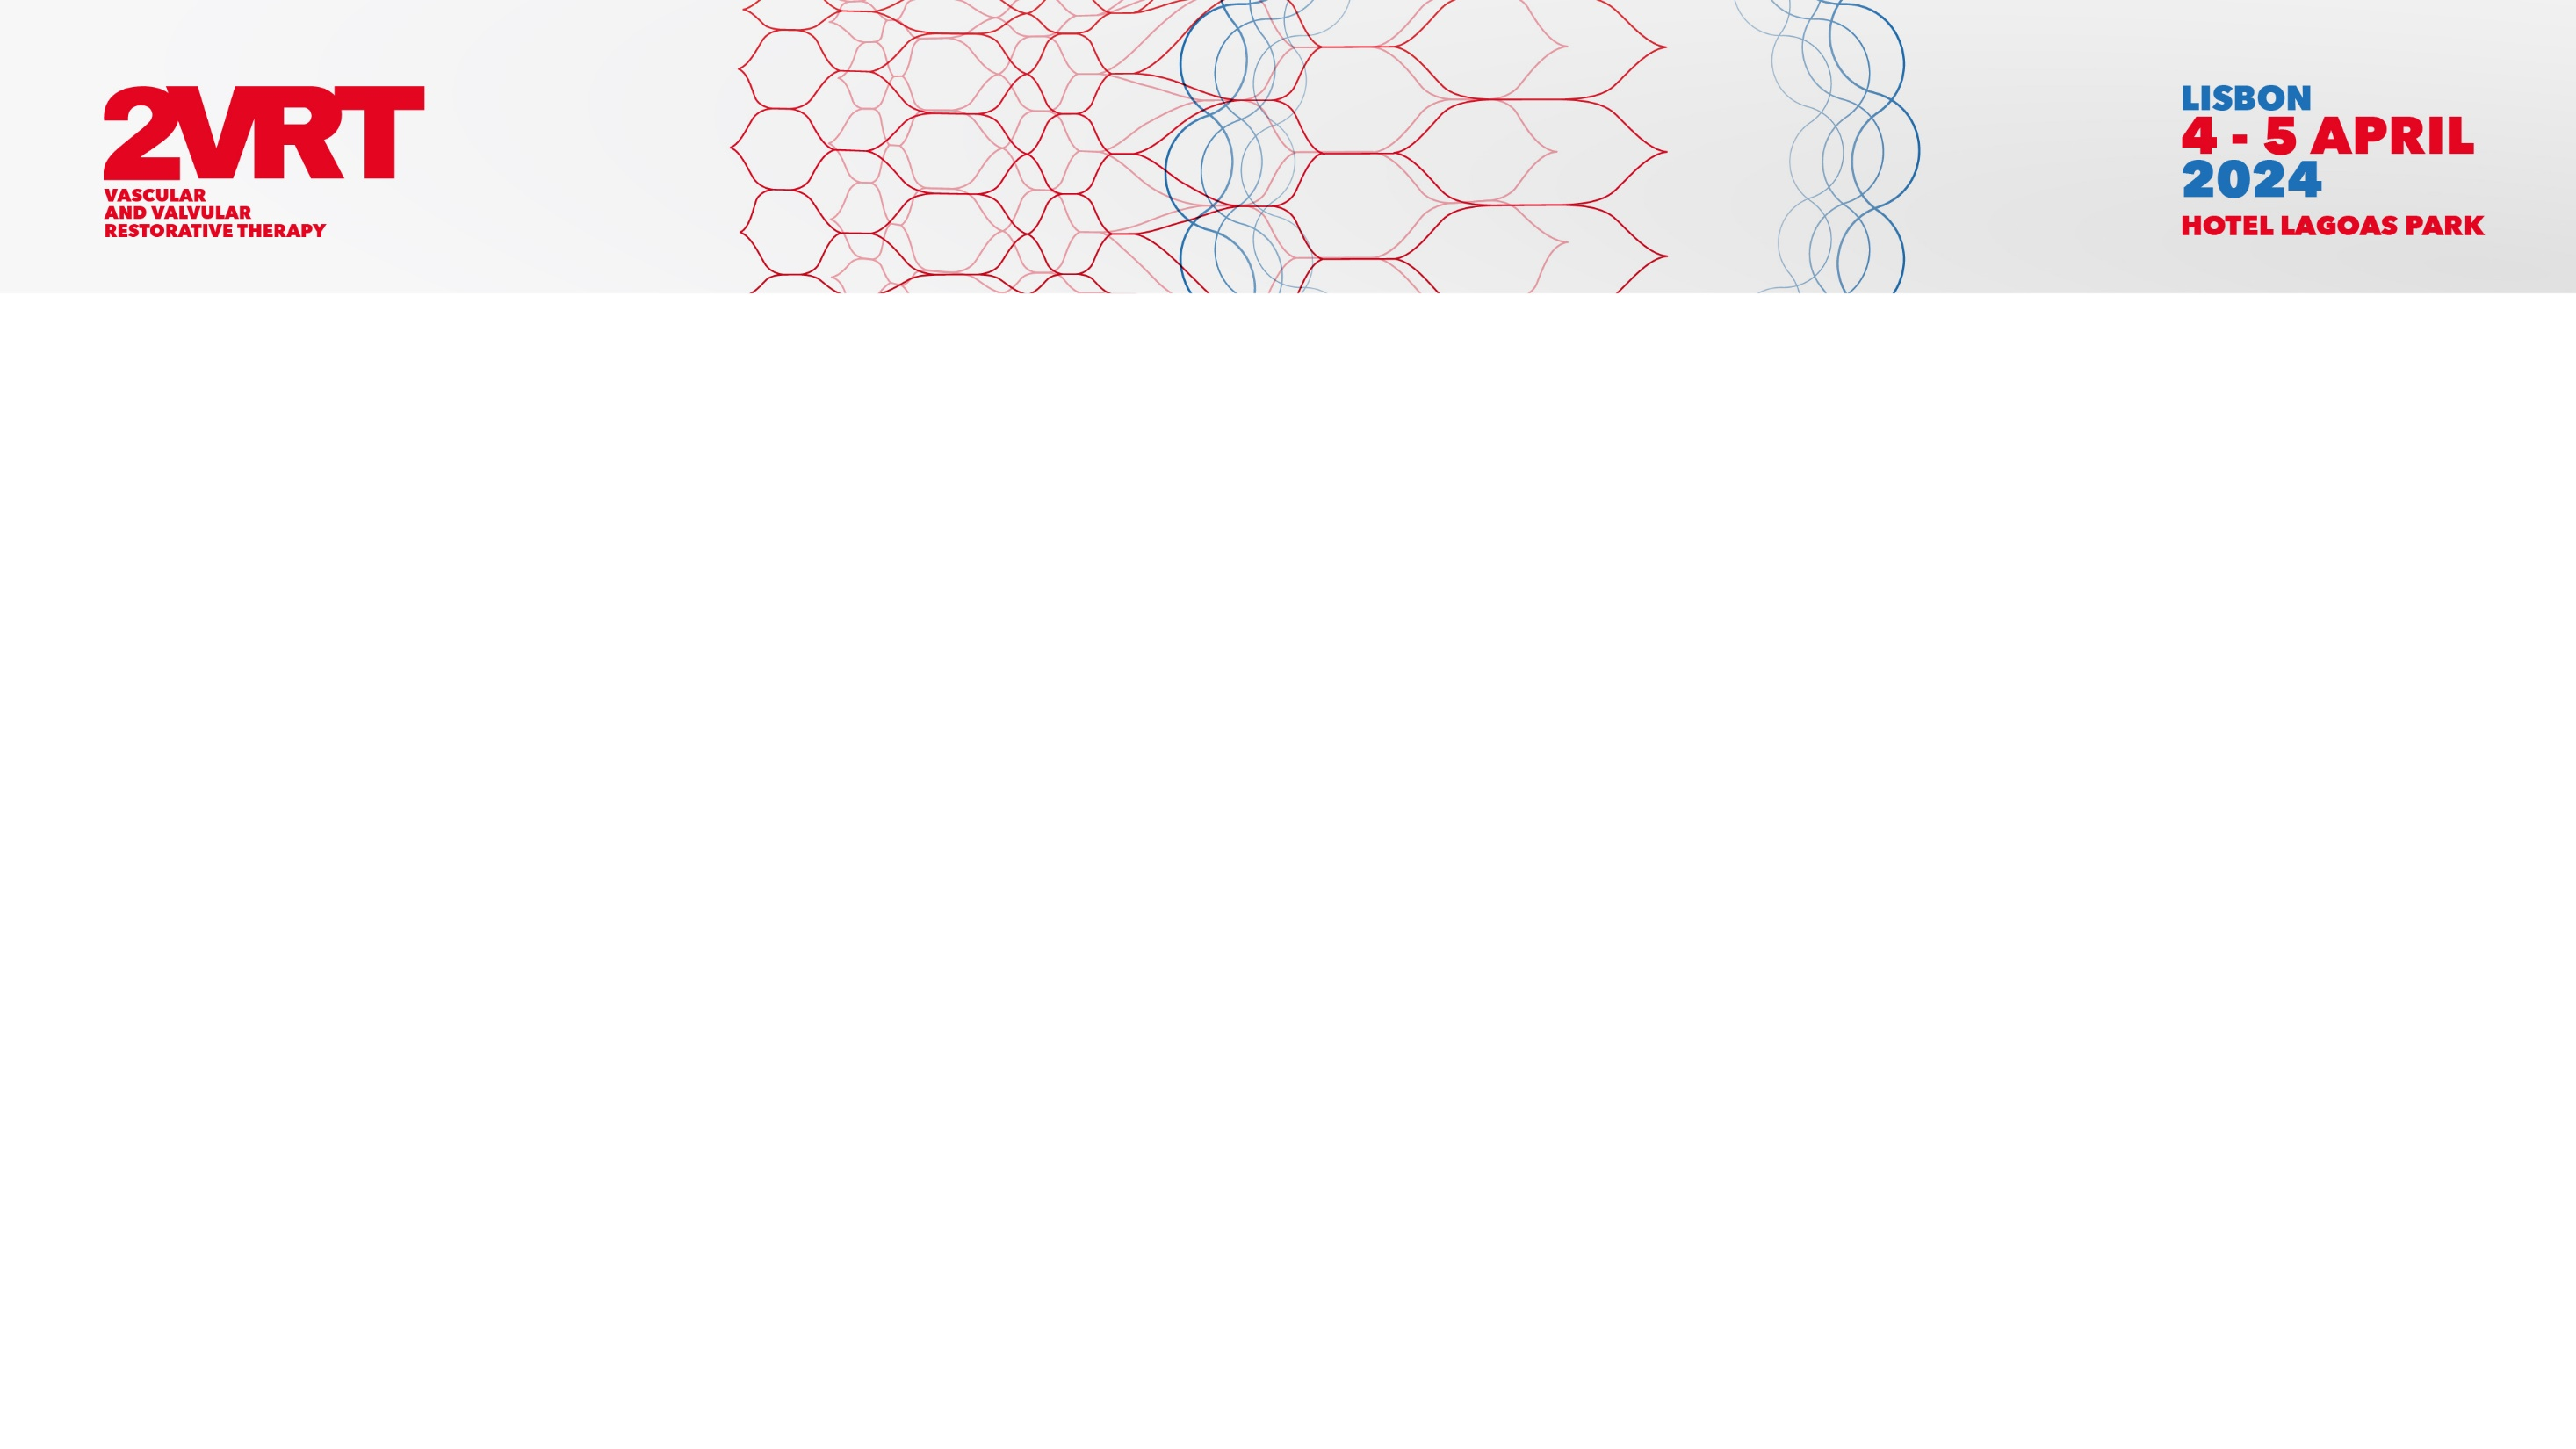 2VRT
VASCULAR
AND VALVULAR
RESTORATIVE THERAPY
LISBON
4 - 5 APRIL
2024
HOTEL LAGOAS PARK